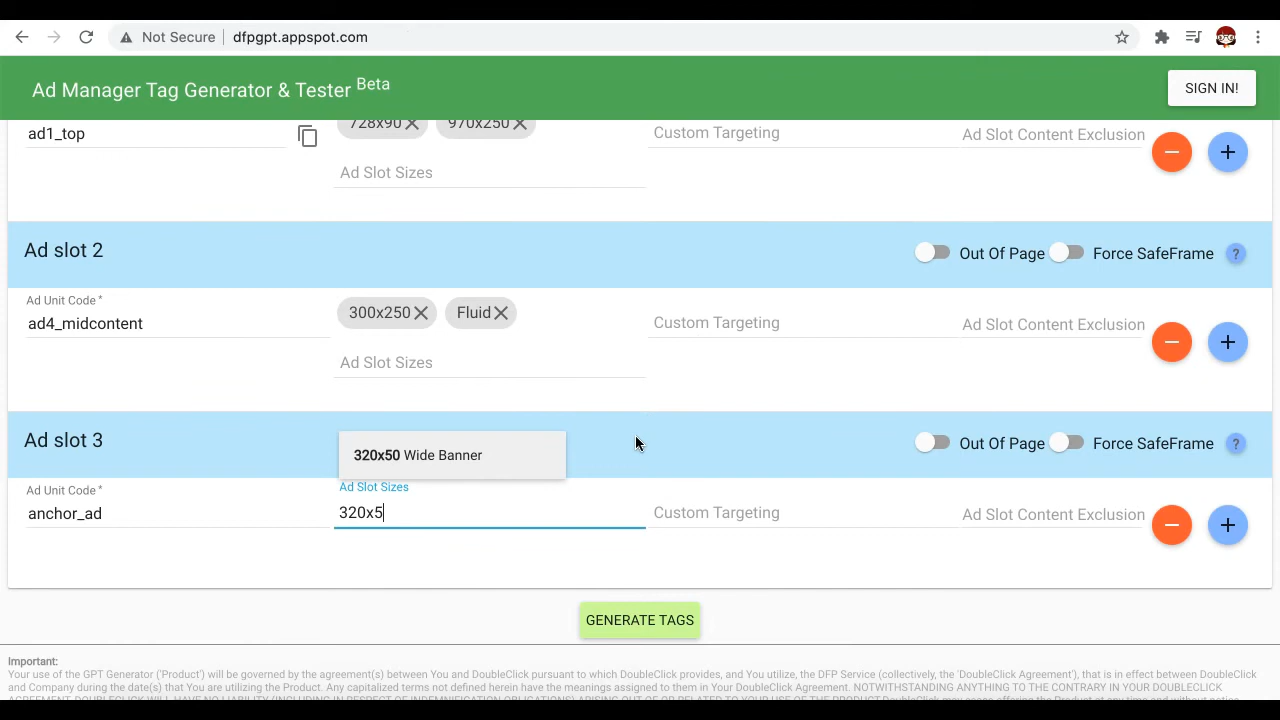 Not Secure
dfpgpt.appspot.com
Ad Manager Tag Generator & Tester Beta
SIGN IN!
ad1_top
728x90
970x250
Custom Targeting
Ad Slot Content Exclusion
Ad Slot Sizes
Ad slot 2
Out Of Page
Force SafeFrame
?
Ad Unit Code *
ad4_midcontent
300x250
Fluid
Custom Targeting
Ad Slot Content Exclusion
Ad Slot Sizes
Ad slot 3
320x50 Wide Banner
Out Of Page
Force SafeFrame
?
Ad Unit Code *
anchor_ad
Ad Slot Sizes
320x5
Custom Targeting
Ad Slot Content Exclusion
GENERATE TAGS
Important:
Your use of the GPT Generator ('Product') will be governed by the agreement(s) between You and DoubleClick pursuant to which DoubleClick provides, and You utilize, the DFP Service (collectively, the 'DoubleClick Agreement'), that is in effect between DoubleClick
and Company during the date(s) that You are utilizing the Product. Any capitalized terms not defined herein have the meanings assigned to them in Your DoubleClick Agreement. NOTWITHSTANDING ANYTHING TO THE CONTRARY IN YOUR DOUBLECLICK